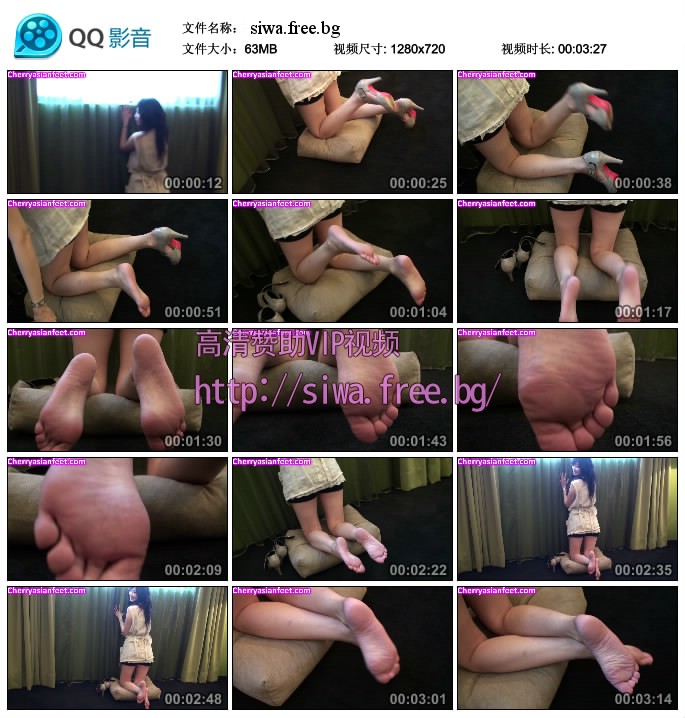 QQ 影音
文件名称： siwa.free.bg
文件大小：63MB 视频尺寸: 1280x720 视频时长: 00:03:27
Cherryasianfeet.com Cherryasianfeet.com Cherryasianfeet.com
00:00:12 00:00:25 00:00:38
Cherryasianfeet.com Cherryasianfeet.com Cherryasianfeet.com
00:00:51 00:01:04 00:01:17
Cherryasianfeet.com Cherryasianfeet.com
高清赞助VIP视频
http://siwa.free.bg/
00:01:30 00:01:43 00:01:56
Cherryasianfeet.com Cherryasianfeet.com Cherryasianfeet.com
00:02:09 00:02:22 00:02:35
Cherryasianfeet.com Cherryasianfeet.com Cherryasianfeet.com
00:02:48 00:03:01 00:03:14